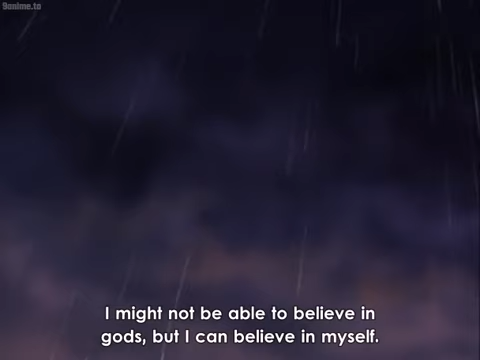 9anime.to
I might not be able to believe in
gods, but I can believe in myself.